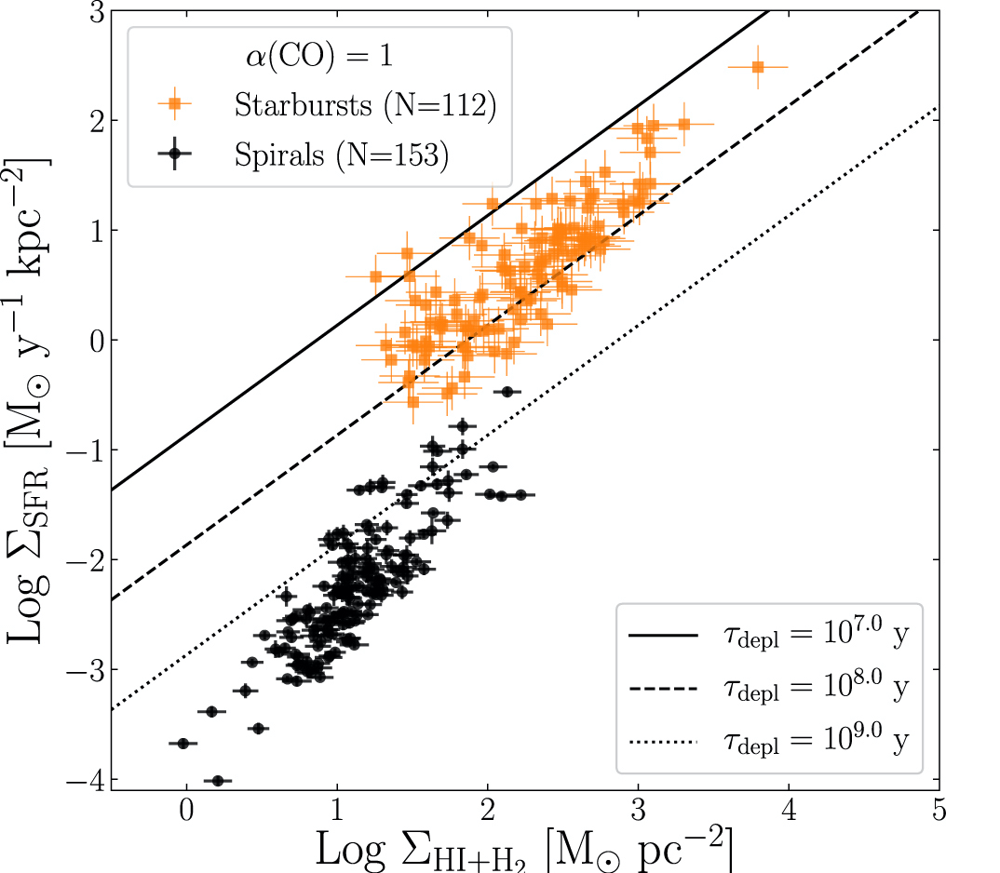 α(CO) = 1
Starbursts (N=112)
Spirals (N=153)
3
2
1
0
−1
−2
−3
−4
Log Σ_SFR [M_⊙ y^−1 kpc^−2]
τ_depl = 10^7.0 y
τ_depl = 10^8.0 y
τ_depl = 10^9.0 y
0 1 2 3 4 5
Log Σ_HI+H_2 [M_⊙ pc^−2]